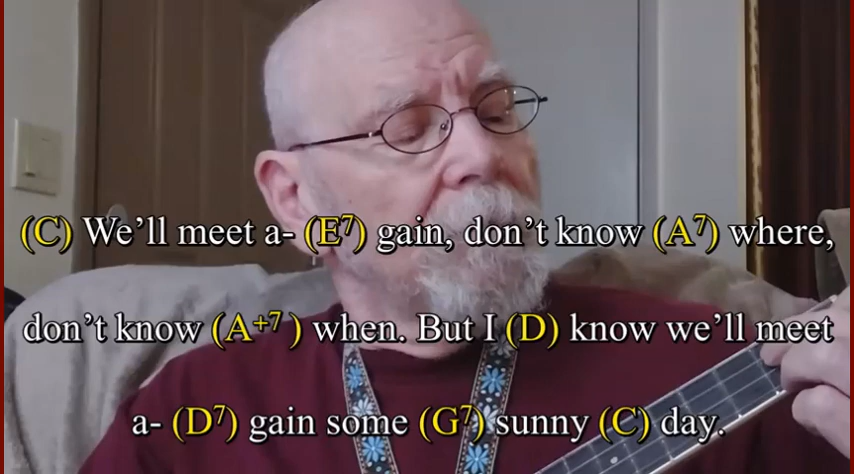 (C) We’ll meet a- (E⁷) gain, don’t know (A⁷) where,
don’t know (A⁺⁷ ) when. But I (D) know we’ll meet
a- (D⁷) gain some (G⁷) sunny (C) day.